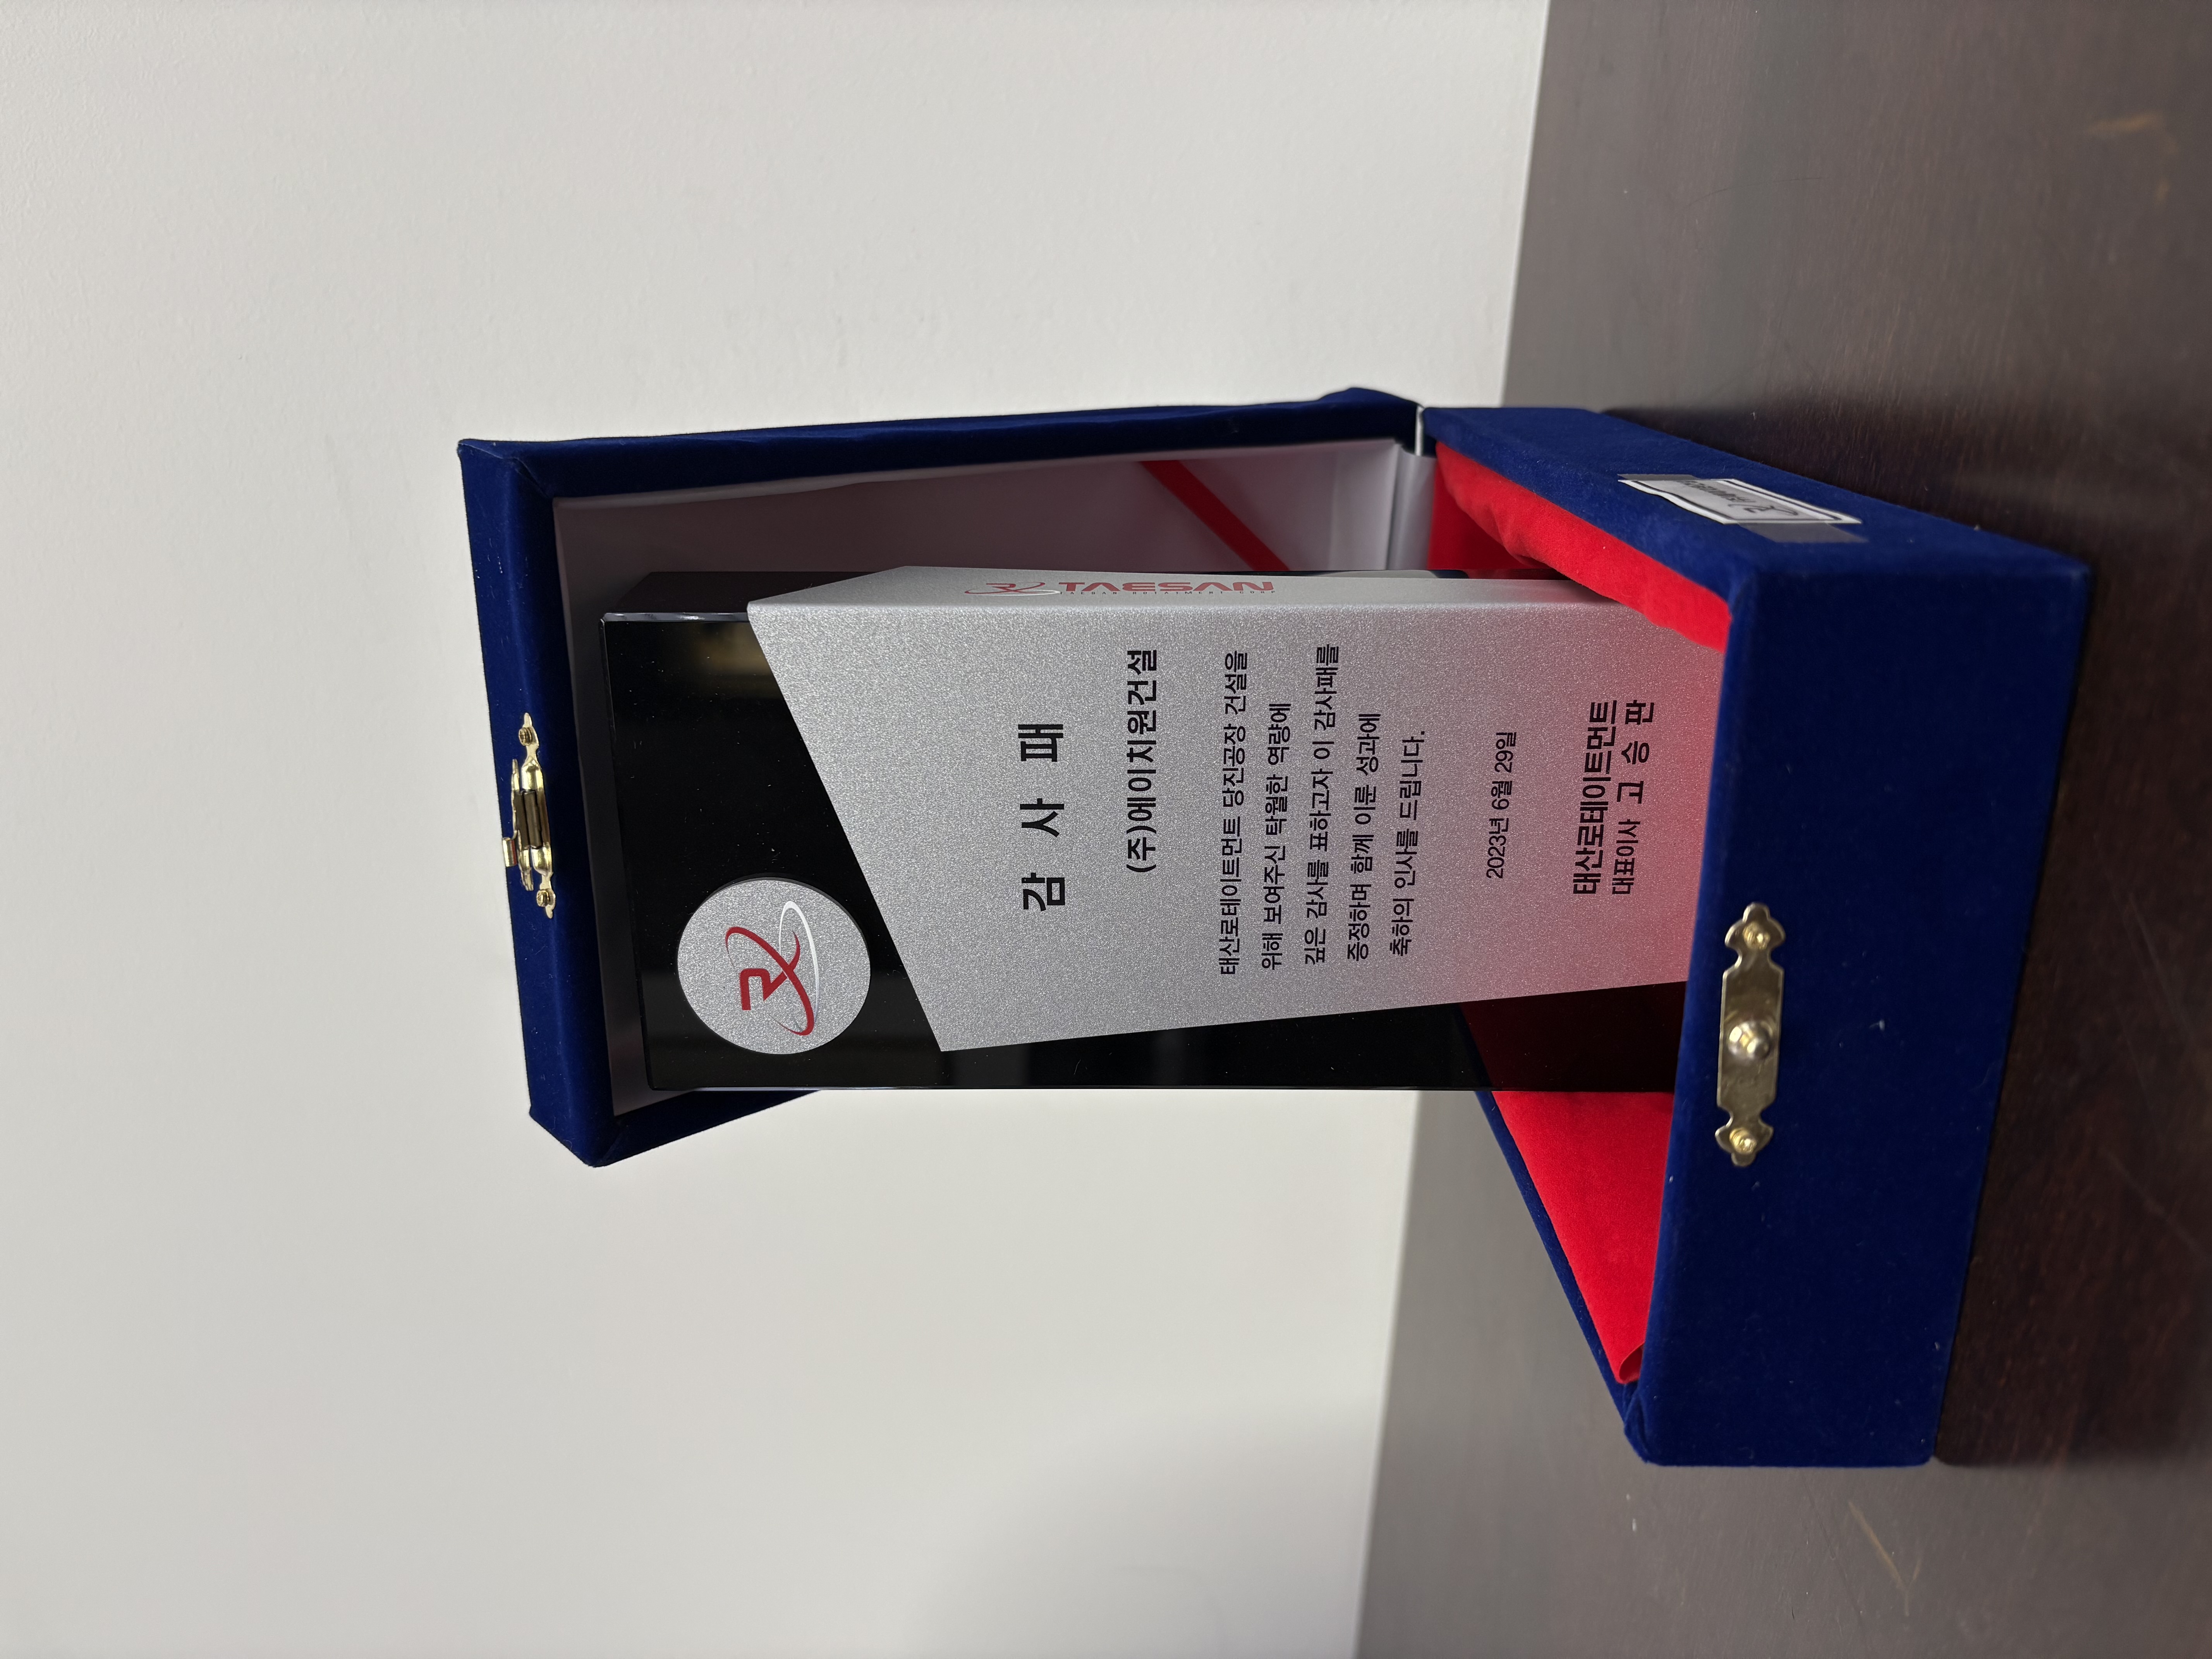 감 사 패
(주)에이치원건설
태산로테이트먼트 당진공장 건설을
위해 보여주신 탁월한 역량에
깊은 감사를 표하고자 이 감사패를
증정하며 함께 이룬 성과에
축하의 인사를 드립니다.
2023년 6월 29일
태산로테이트먼트
대표이사 고 승 판
TAESAN